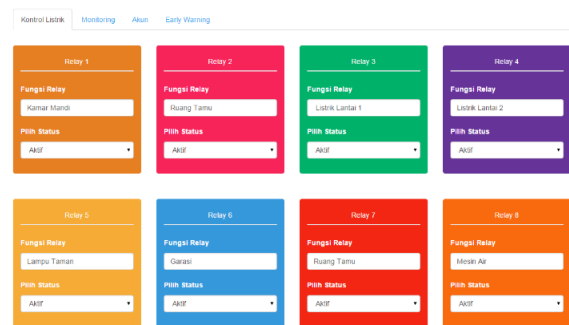 Kontrol Listrik Monitoring Akun Early Warning
Relay 1 Relay 2 Relay 3 Relay 4
Fungsi Relay Fungsi Relay Fungsi Relay Fungsi Relay
Kamar Mandi Ruang Tamu Listrik Lantai 1 Listrik Lantai 2
Pilih Status Pilih Status Pilih Status Pilih Status
Aktif Aktif Aktif Aktif
Relay 5 Relay 6 Relay 7 Relay 8
Fungsi Relay Fungsi Relay Fungsi Relay Fungsi Relay
Lampu Taman Garasi Ruang Tamu Mesin Air
Pilih Status Pilih Status Pilih Status Pilih Status
Aktif Aktif Aktif Aktif